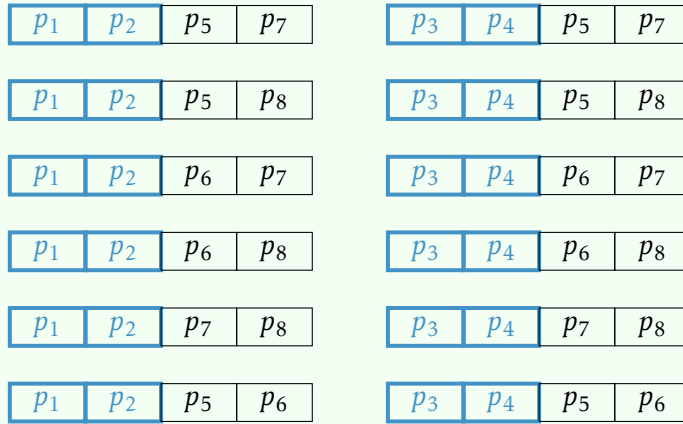 p1 p2 p5 p7 p3 p4 p5 p7
p1 p2 p5 p8 p3 p4 p5 p8
p1 p2 p6 p7 p3 p4 p6 p7
p1 p2 p6 p8 p3 p4 p6 p8
p1 p2 p7 p8 p3 p4 p7 p8
p1 p2 p5 p6 p3 p4 p5 p6